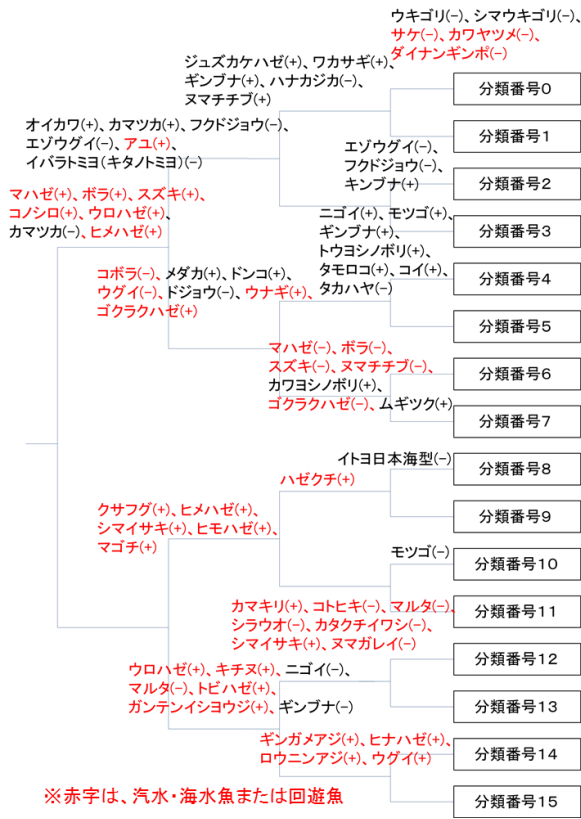 ウキゴリ(-)、シマウキゴリ(-)、
サケ(-)、カワヤツメ(-)、
ダイナンギンポ(-)
ジュズカケハゼ(+)、ワカサギ(+)、
ギンブナ(+)、ハナカジカ(-)、
ヌマチチブ(+)
分類番号0
オイカワ(+)、カマツカ(+)、フクドジョウ(-)、
エゾウグイ(-)、アユ(+)、
イバラトミヨ(キタノトミヨ)(-)
分類番号1
エゾウグイ(-)、
フクドジョウ(-)、
キンブナ(+)
分類番号2
マハゼ(+)、ボラ(+)、スズキ(+)、
コノシロ(+)、ウロハゼ(+)、
カマツカ(-)、ヒメハゼ(+)
ニゴイ(+)、モツゴ(+)、
ギンブナ(+)、
トウヨシノボリ(+)、
タモロコ(+)、コイ(+)、
タカハヤ(-)
分類番号3
分類番号4
コボラ(-)、メダカ(+)、ドンコ(+)、
ウグイ(-)、ドジョウ(-)、ウナギ(+)、
ゴクラクハゼ(+)
分類番号5
マハゼ(-)、ボラ(-)、
スズキ(-)、ヌマチチブ(-)、
カワヨシノボリ(+)、
ゴクラクハゼ(-)、ムギツク(+)
分類番号6
分類番号7
イトヨ日本海型(-)
ハゼクチ(+)
分類番号8
クサフグ(+)、ヒメハゼ(+)、
シマイサキ(+)、ヒモハゼ(+)、
マゴチ(+)
分類番号9
モツゴ(-)
分類番号10
カマキリ(+)、コトヒキ(-)、マルタ(-)、
シラウオ(-)、カタクチイワシ(-)、
シマイサキ(+)、ヌマガレイ(-)
分類番号11
ウロハゼ(+)、キチヌ(+)、ニゴイ(-)、
マルタ(-)、トビハゼ(+)、
ガンテンイシヨウジ(+)、ギンブナ(-)
分類番号12
分類番号13
ギンガメアジ(+)、ヒナハゼ(+)、
ロウニンアジ(+)、ウグイ(+)
分類番号14
※赤字は、汽水・海水魚または回遊魚
分類番号15